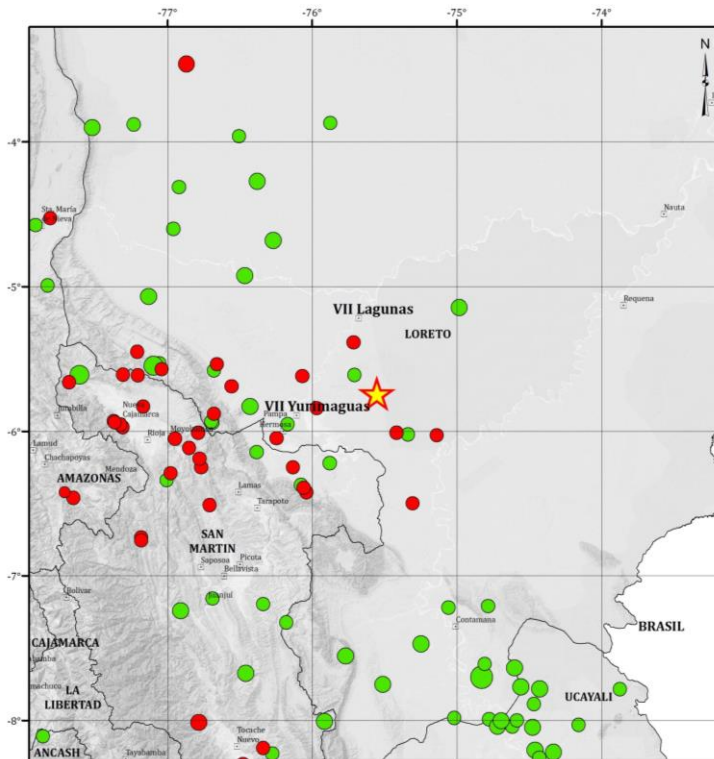 -77 -76 -75 -74
N
-4°
Sta. María
de Nieva
Nauta
-5°
Requena
VII Lagunas
LORETO
VII Yurimaguas
Pampa
Hermosa
Jumbilla
Nueva
Cajamarca
Moyobamba
Rioja
-6°
Lamud
Chachapoyas
Mendoza
AMAZONAS
Lamas
Tarapoto
SAN
MARTIN
Saposoa
Picota
Bellavista
-7°
Bolívar
Juanjuí
Contamana
BRASIL
CAJAMARCA
LA
LIBERTAD
UCAYALI
-8°
Tocache
Nuevo
ANCASH
Tayabamba